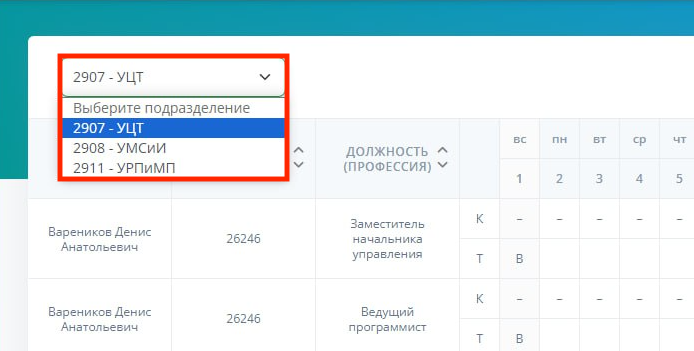 2907 - УЦТ
Выберите подразделение
2907 - УЦТ
2908 - УМСиИ
2911 - УРПиМП
ДОЛЖНОСТЬ
(ПРОФЕССИЯ)
вс пн вт ср чт
1 2 3 4 5
Вареников Денис
Анатольевич
26246
Заместитель
начальника
управления
К – – – – –
Т В
Вареников Денис
Анатольевич
26246
Ведущий
программист
К – – – – –
Т В